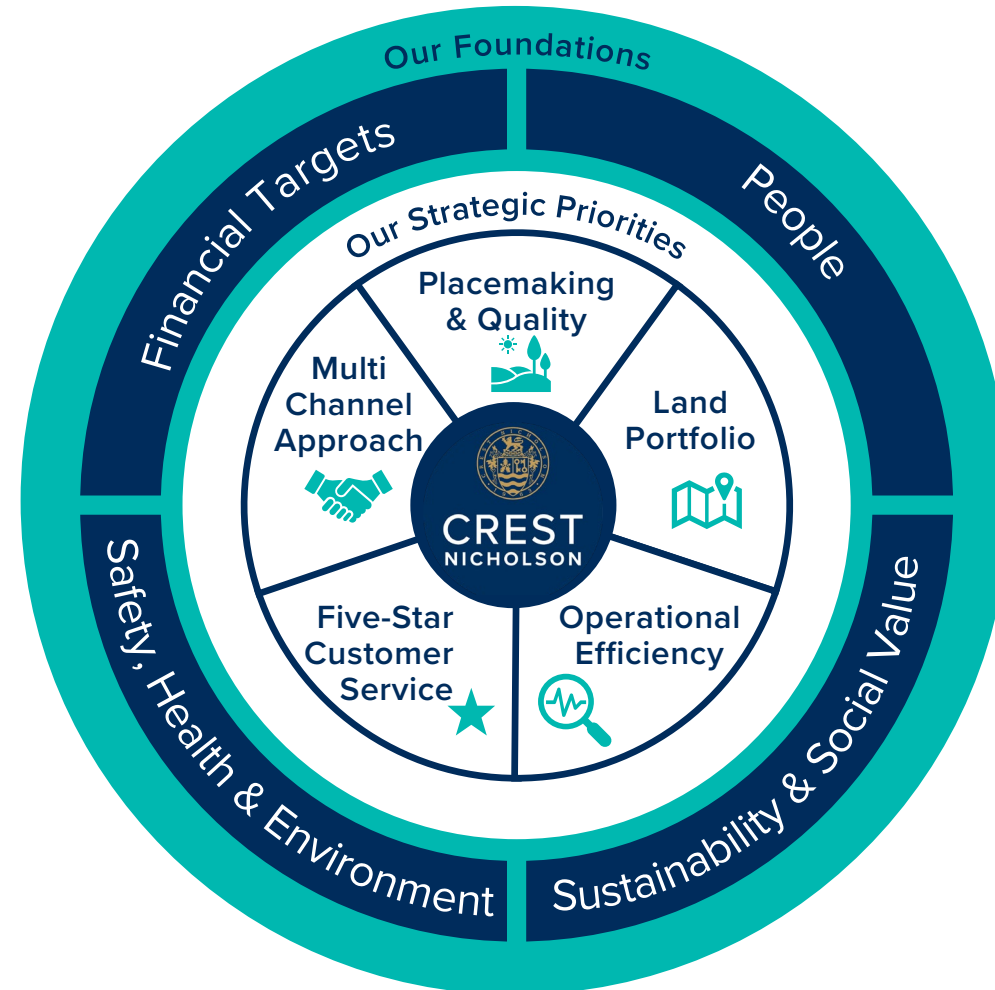 Our Foundations
Financial Targets
People
Our Strategic Priorities
Placemaking
& Quality
Multi
Channel
Approach
Land
Portfolio
CREST
NICHOLSON
Five-Star
Customer
Service
Operational
Efficiency
Safety, Health & Environment
Sustainability & Social Value